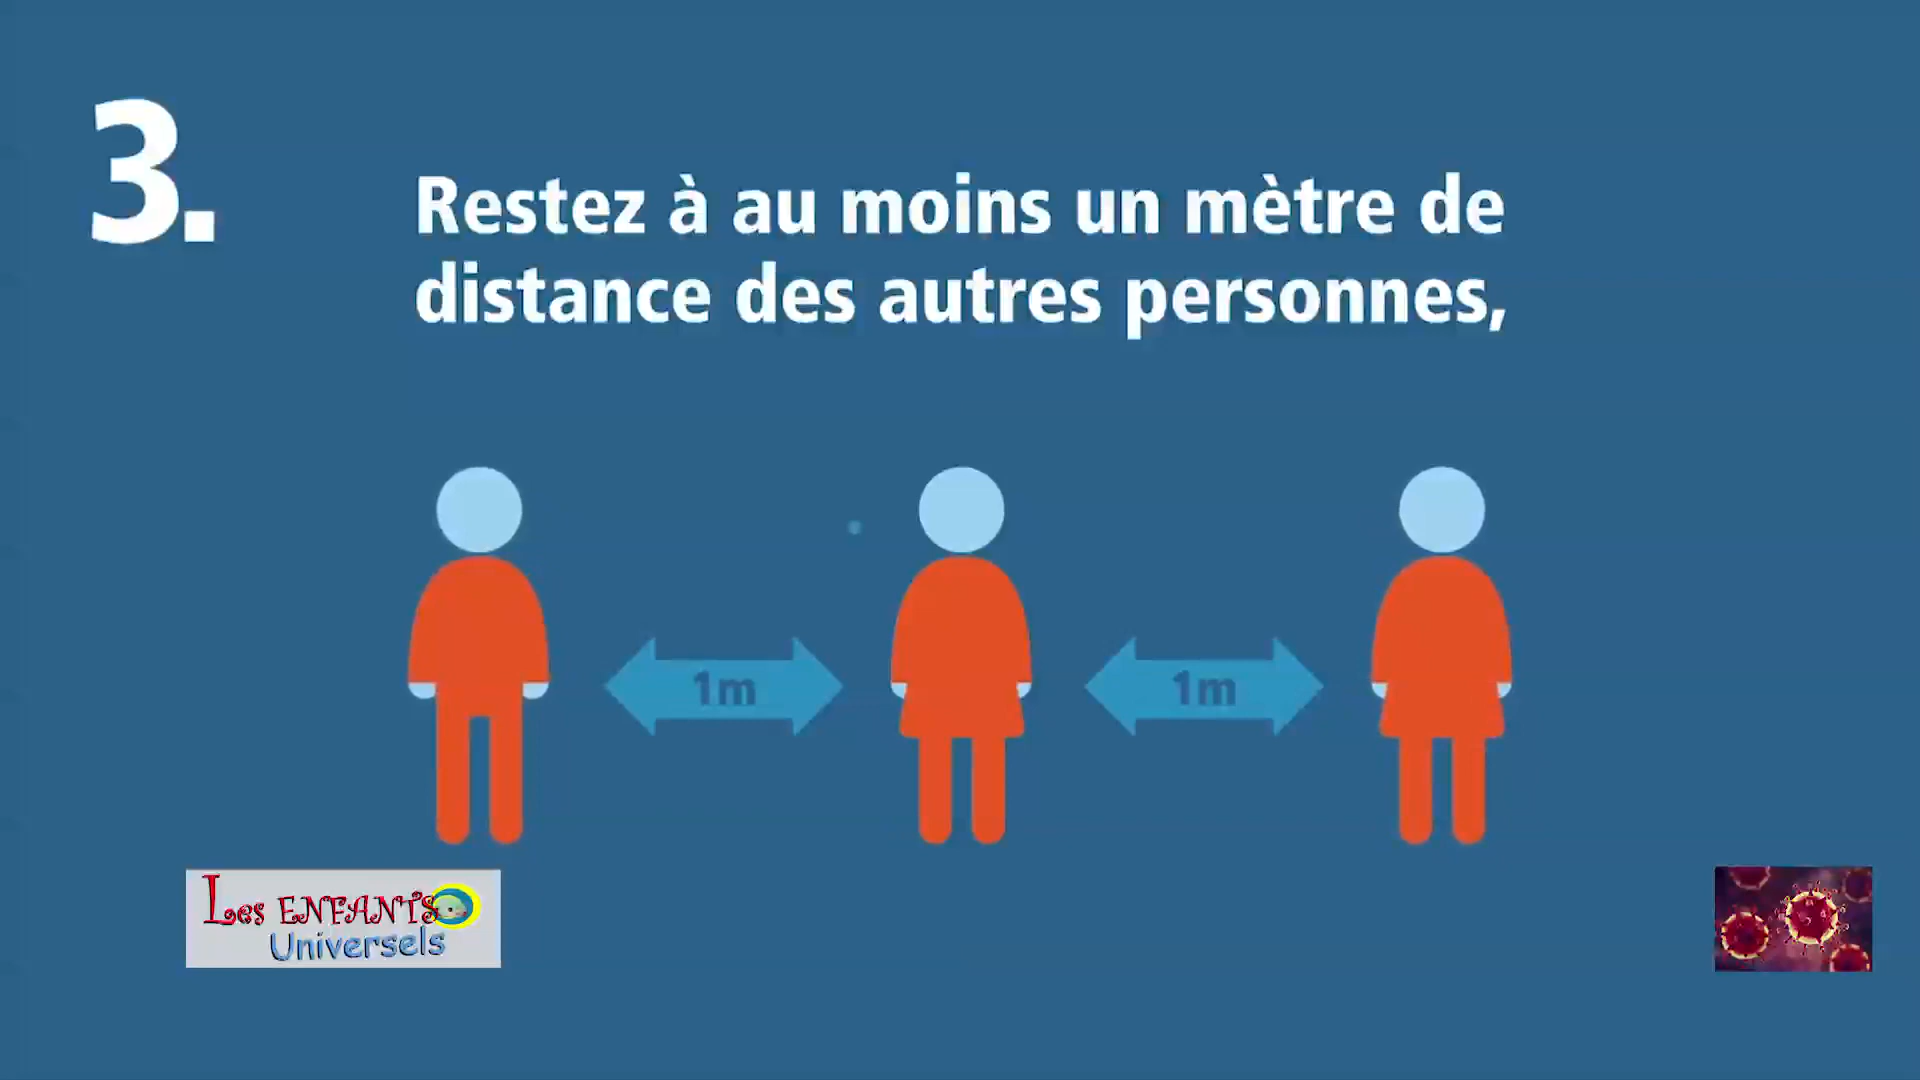 3.
Restez à au moins un mètre de
distance des autres personnes,
1m
1m
Les ENFANTS
Universels